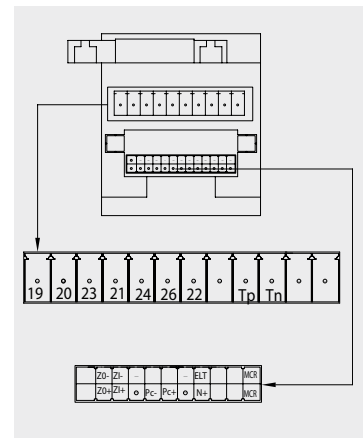 19 20 23 21 24 26 22 Tp Tn
Z0- ZI- – – ELT MCR
Z0+ ZI+ Pc- Pc+ N+ MCR